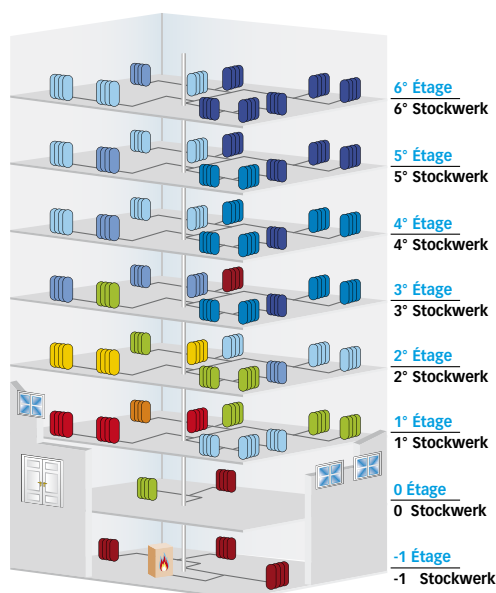 6° Étage
6° Stockwerk
5° Étage
5° Stockwerk
4° Étage
4° Stockwerk
3° Étage
3° Stockwerk
2° Étage
2° Stockwerk
1° Étage
1° Stockwerk
0 Étage
0 Stockwerk
-1 Étage
-1 Stockwerk